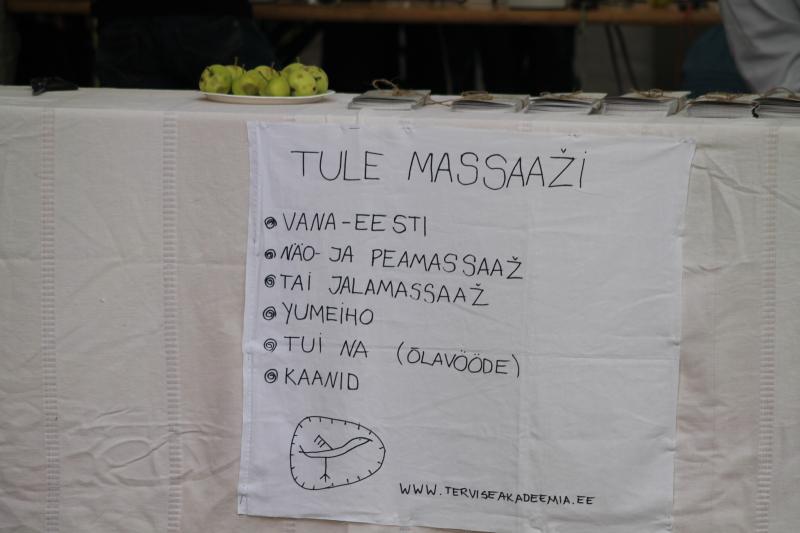 TULE MASSAAŽI
VANA-EESTI
NÄO- JA PEAMASSAAŽ
TAI JALAMASSAAŽ
YUMEIHO
TUI NA (ÕLAVÖÖDE)
KAANID
WWW.TERVISEAKADEEMIA.EE